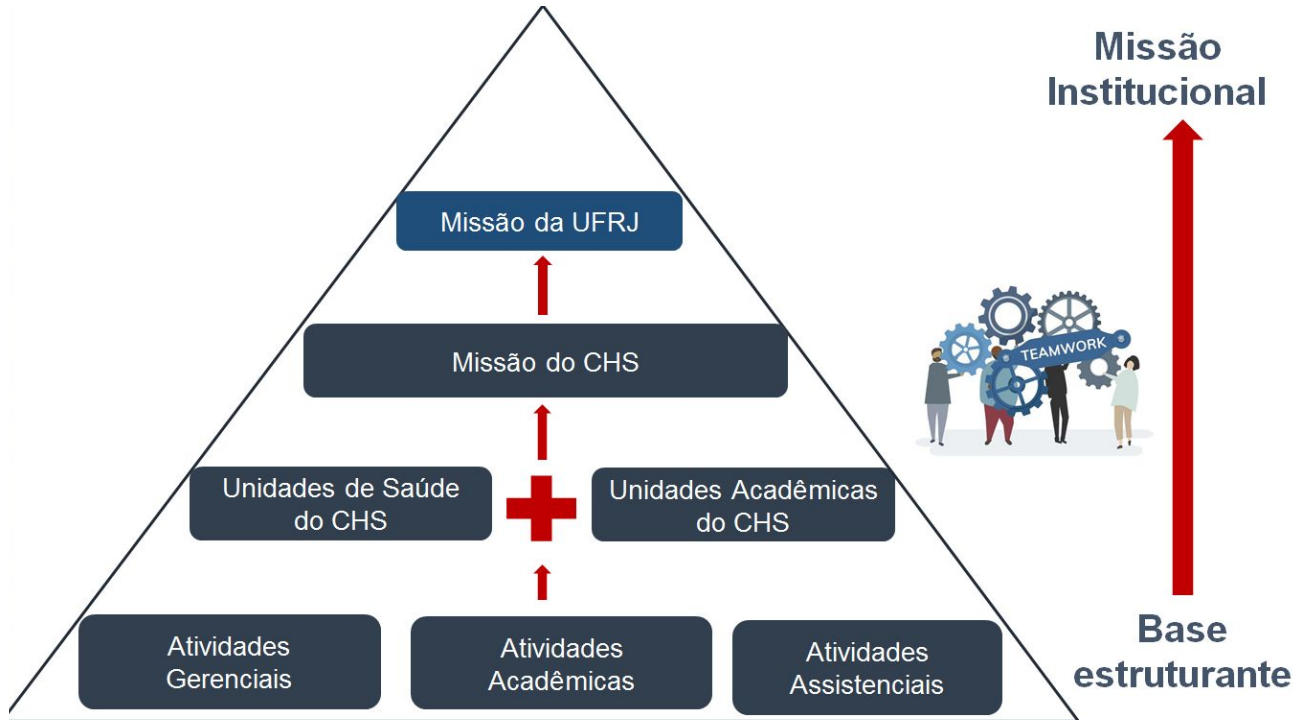 Missão
Institucional
Missão da UFRJ
Missão do CHS
TEAMWORK
Unidades de Saúde
do CHS
Unidades Acadêmicas
do CHS
Atividades
Gerenciais
Atividades
Acadêmicas
Atividades
Assistenciais
Base
estruturante